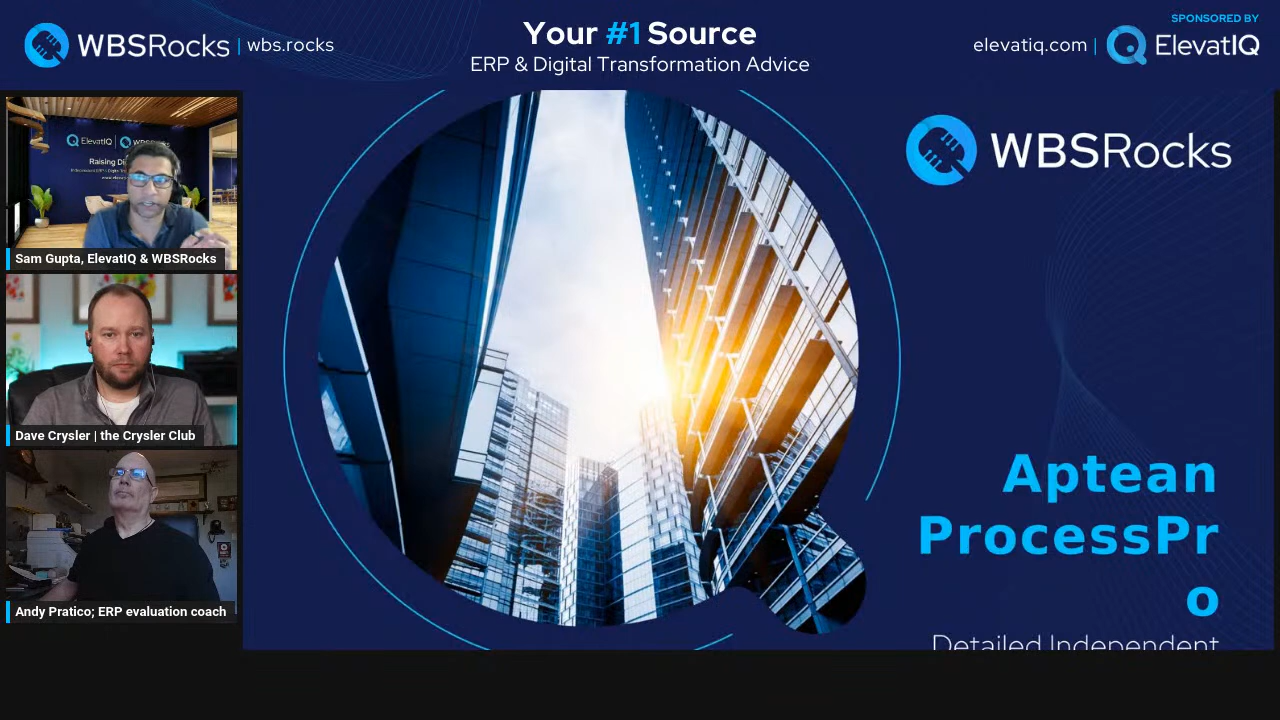 WBSRocks | wbs.rocks
Your #1 Source
ERP & Digital Transformation Advice
SPONSORED BY
elevatiq.com | ElevatIQ
ElevatIQ
Sam Gupta, ElevatIQ & WBSRocks
Dave Crysler | the Crysler Club
Andy Pratico; ERP evaluation coach
WBSRocks
Aptean
ProcessPr
o
Detailed Independent